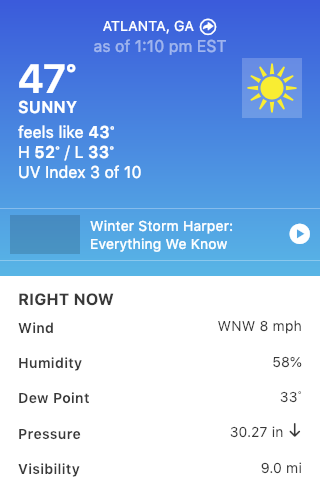 ATLANTA, GA
as of 1:10 pm EST
47°
SUNNY
feels like 43°
H 52° / L 33°
UV Index 3 of 10
Winter Storm Harper:
Everything We Know
RIGHT NOW
Wind WNW 8 mph
Humidity 58%
Dew Point 33°
Pressure 30.27 in ↓
Visibility 9.0 mi